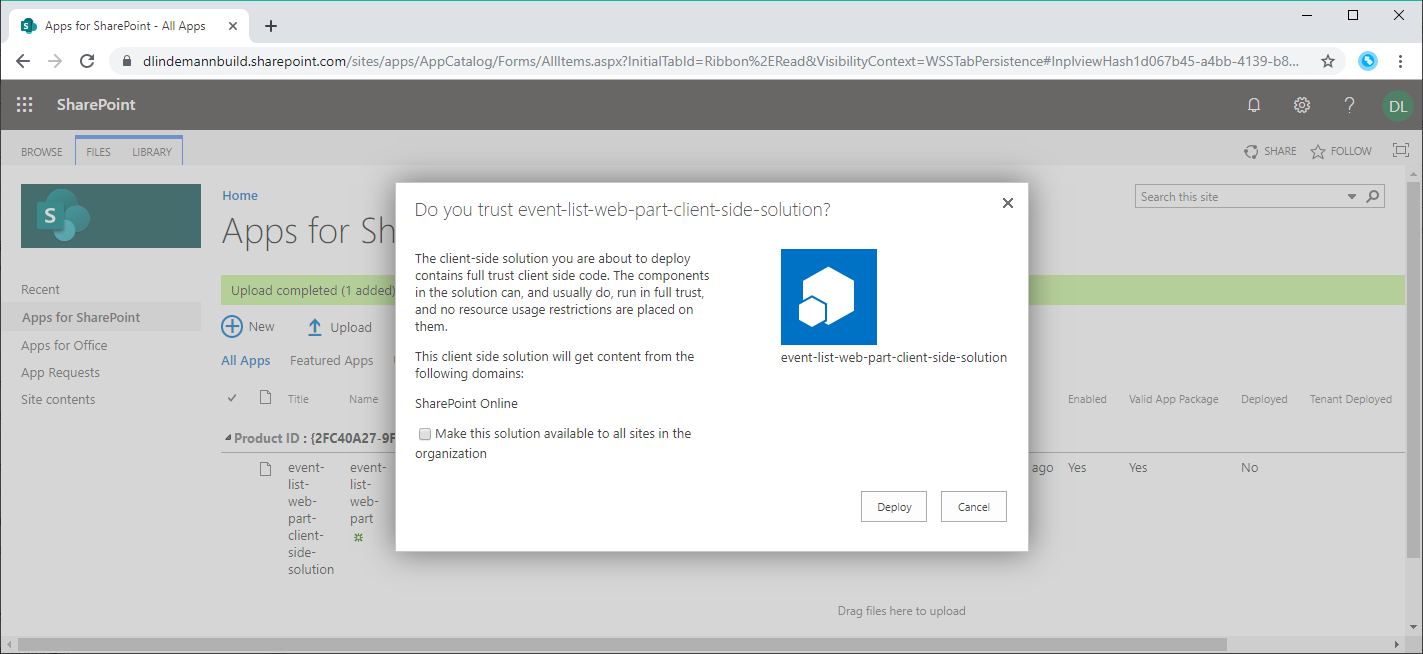 Apps for SharePoint - All Apps
dlindemannbuild.sharepoint.com/sites/apps/AppCatalog/Forms/AllItems.aspx?InitialTabId=Ribbon%2ERead&VisibilityContext=WSSTabPersistence#InplviewHash1d067b45-a4bb-4139-b8...
SharePoint
DL
BROWSE
FILES
LIBRARY
SHARE
FOLLOW
S
Home
Apps for Sh
Search this site
Recent
Apps for SharePoint
Apps for Office
App Requests
Site contents
Upload completed (1 added)
New
Upload
All Apps
Featured Apps
Title
Name
Enabled
Valid App Package
Deployed
Tenant Deployed
Product ID : {2FC40A27-9F
event-
list-
web-
part-
client-
side-
solution
event-
list-
web-
part
ago
Yes
Yes
No
Drag files here to upload
Do you trust event-list-web-part-client-side-solution?
The client-side solution you are about to deploy
contains full trust client side code. The components
in the solution can, and usually do, run in full trust,
and no resource usage restrictions are placed on
them.
This client side solution will get content from the
following domains:
SharePoint Online
Make this solution available to all sites in the
organization
event-list-web-part-client-side-solution
Deploy
Cancel